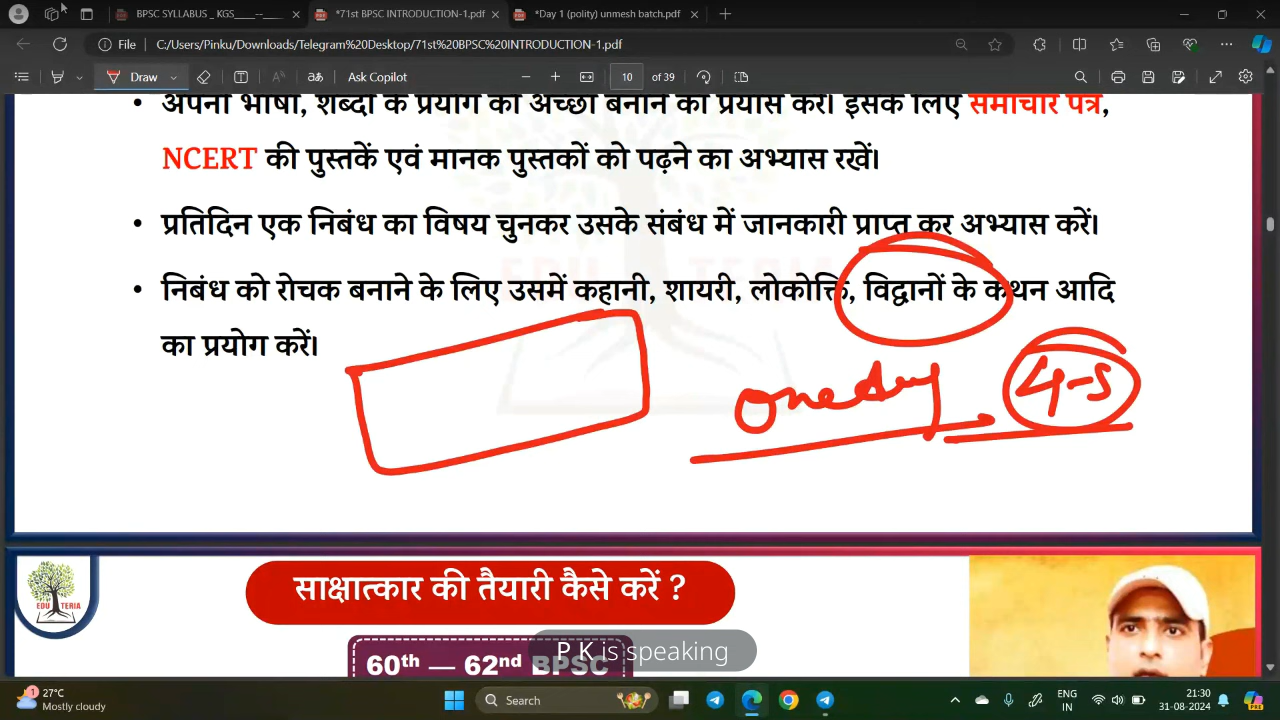 BPSC SYLLABUS _ KGS____--____
*71st BPSC INTRODUCTION-1.pdf
*Day 1 (polity) unmesh batch.pdf
File
C:/Users/Pinku/Downloads/Telegram%20Desktop/71st%20BPSC%20INTRODUCTION-1.pdf
Draw
Ask Copilot
10 of 39
अपनी भाषा, शब्दों के प्रयोग को अच्छा बनाने का प्रयास करें। इसके लिए समाचार पत्र,
NCERT की पुस्तकें एवं मानक पुस्तकों को पढ़ने का अभ्यास रखें।
• प्रतिदिन एक निबंध का विषय चुनकर उसके संबंध में जानकारी प्राप्त कर अभ्यास करें।
• निबंध को रोचक बनाने के लिए उसमें कहानी, शायरी, लोकोक्ति, विद्वानों के कथन आदि
का प्रयोग करें।
one day
4-5
EDU TERIA
साक्षात्कार की तैयारी कैसे करें ?
60th — 62nd BPSC
P K is speaking
1
27°C
Mostly cloudy
Search
ENG
IN
21:30
31-08-2024